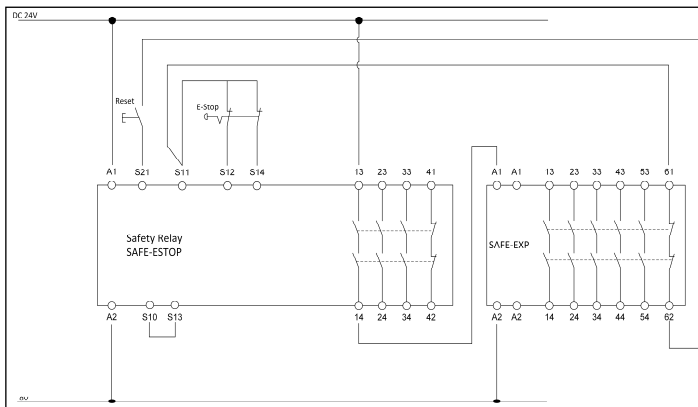 DC 24V
Reset
E-Stop
A1 S21 S11 S12 S14 13 23 33 41 A1 A1 13 23 33 43 53 61
Safety Relay
SAFE-ESTOP
SAFE-EXP
A2 S10 S13 14 24 34 42 A2 A2 14 24 34 44 54 62